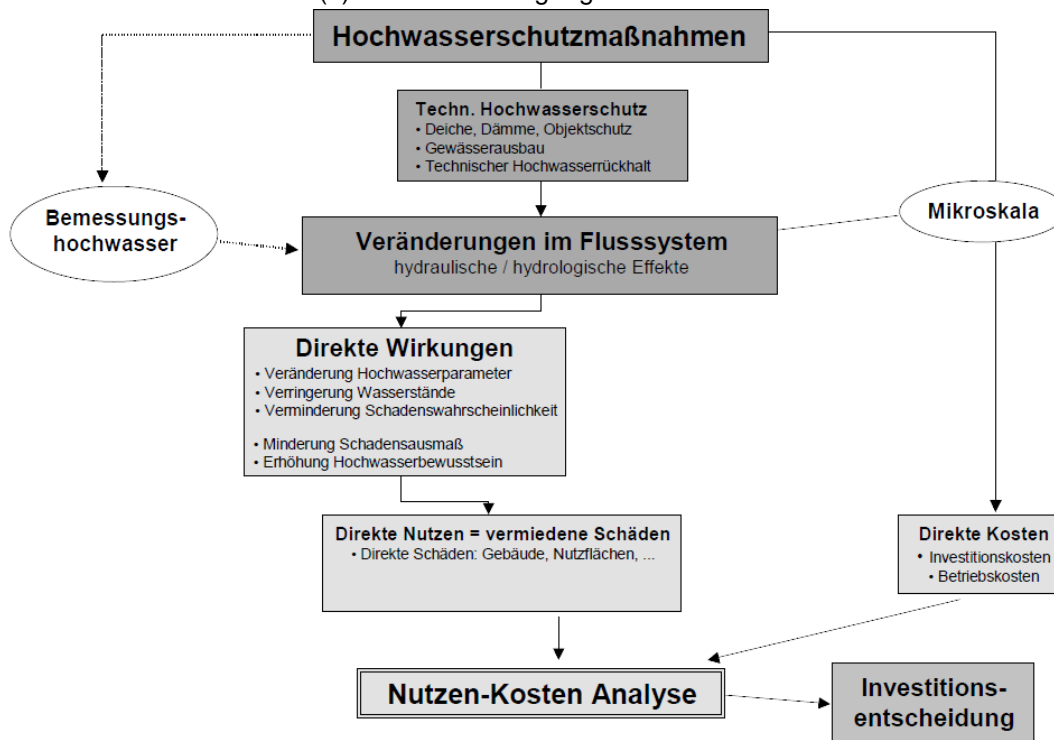 Hochwasserschutzmaßnahmen
Techn. Hochwasserschutz
• Deiche, Dämme, Objektschutz
• Gewässerausbau
• Technischer Hochwasserrückhalt
Bemessungs-
hochwasser
Mikroskala
Veränderungen im Flusssystem
hydraulische / hydrologische Effekte
Direkte Wirkungen
• Veränderung Hochwasserparameter
• Verringerung Wasserstände
• Verminderung Schadenswahrscheinlichkeit
• Minderung Schadensausmaß
• Erhöhung Hochwasserbewusstsein
Direkte Nutzen = vermiedene Schäden
• Direkte Schäden: Gebäude, Nutzflächen, ...
Direkte Kosten
• Investitionskosten
• Betriebskosten
Nutzen-Kosten Analyse
Investitions-
entscheidung